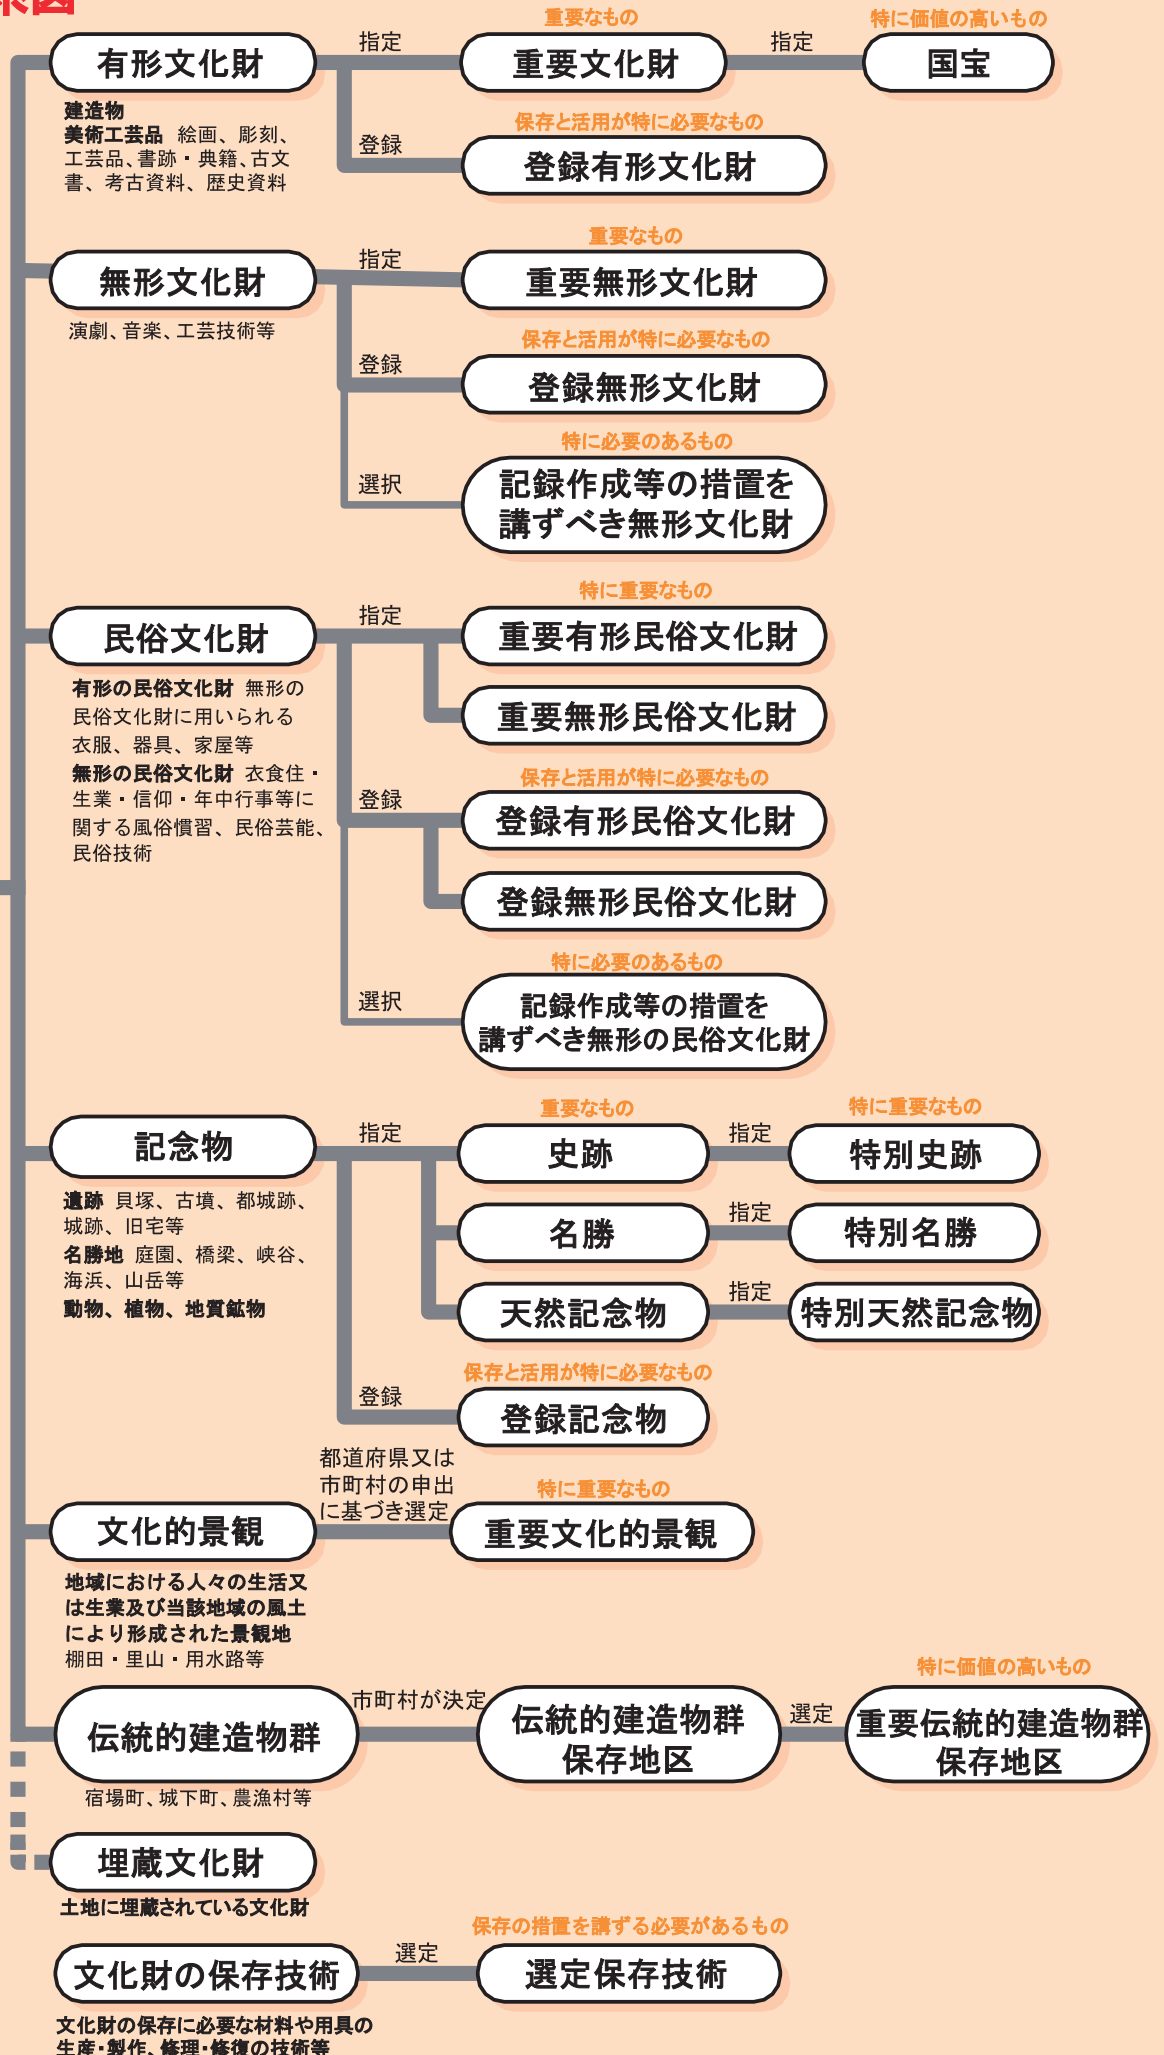 系図
重要なもの
特に価値の高いもの
有形文化財
指定
重要文化財
指定
国宝
建造物
美術工芸品 絵画、彫刻、
工芸品、書跡・典籍、古文
書、考古資料、歴史資料
保存と活用が特に必要なもの
登録
登録有形文化財
重要なもの
無形文化財
指定
重要無形文化財
演劇、音楽、工芸技術等
保存と活用が特に必要なもの
登録
登録無形文化財
特に必要のあるもの
選択
記録作成等の措置を
講ずべき無形文化財
特に重要なもの
民俗文化財
指定
重要有形民俗文化財
重要無形民俗文化財
有形の民俗文化財 無形の
民俗文化財に用いられる
衣服、器具、家屋等
無形の民俗文化財 衣食住・
生業・信仰・年中行事等に
関する風俗慣習、民俗芸能、
民俗技術
保存と活用が特に必要なもの
登録
登録有形民俗文化財
登録無形民俗文化財
特に必要のあるもの
選択
記録作成等の措置を
講ずべき無形の民俗文化財
重要なもの
特に重要なもの
記念物
指定
史跡
指定
特別史跡
遺跡 貝塚、古墳、都城跡、
城跡、旧宅等
名勝地 庭園、橋梁、峡谷、
海浜、山岳等
動物、植物、地質鉱物
名勝
指定
特別名勝
天然記念物
指定
特別天然記念物
保存と活用が特に必要なもの
登録
登録記念物
都道府県又は
市町村の申出
に基づき選定
特に重要なもの
文化的景観
重要文化的景観
地域における人々の生活又
は生業及び当該地域の風土
により形成された景観地
棚田・里山・用水路等
特に価値の高いもの
伝統的建造物群
市町村が決定
伝統的建造物群
保存地区
選定
重要伝統的建造物群
保存地区
宿場町、城下町、農漁村等
埋蔵文化財
土地に埋蔵されている文化財
保存の措置を講ずる必要があるもの
文化財の保存技術
選定
選定保存技術
文化財の保存に必要な材料や用具の
生産・製作、修理・修復の技術等